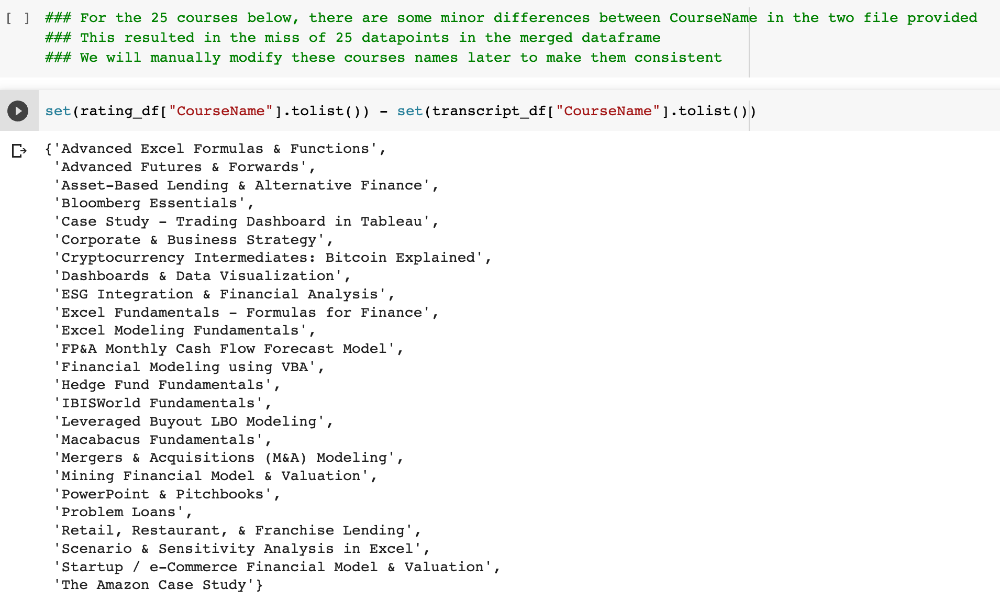 [ ] ### For the 25 courses below, there are some minor differences between CourseName in the two file provided
### This resulted in the miss of 25 datapoints in the merged dataframe
### We will manually modify these courses names later to make them consistent
set(rating_df["CourseName"].tolist()) - set(transcript_df["CourseName"].tolist())
{'Advanced Excel Formulas & Functions',
'Advanced Futures & Forwards',
'Asset-Based Lending & Alternative Finance',
'Bloomberg Essentials',
'Case Study - Trading Dashboard in Tableau',
'Corporate & Business Strategy',
'Cryptocurrency Intermediates: Bitcoin Explained',
'Dashboards & Data Visualization',
'ESG Integration & Financial Analysis',
'Excel Fundamentals - Formulas for Finance',
'Excel Modeling Fundamentals',
'FP&A Monthly Cash Flow Forecast Model',
'Financial Modeling using VBA',
'Hedge Fund Fundamentals',
'IBISWorld Fundamentals',
'Leveraged Buyout LBO Modeling',
'Macabacus Fundamentals',
'Mergers & Acquisitions (M&A) Modeling',
'Mining Financial Model & Valuation',
'PowerPoint & Pitchbooks',
'Problem Loans',
'Retail, Restaurant, & Franchise Lending',
'Scenario & Sensitivity Analysis in Excel',
'Startup / e-Commerce Financial Model & Valuation',
'The Amazon Case Study'}